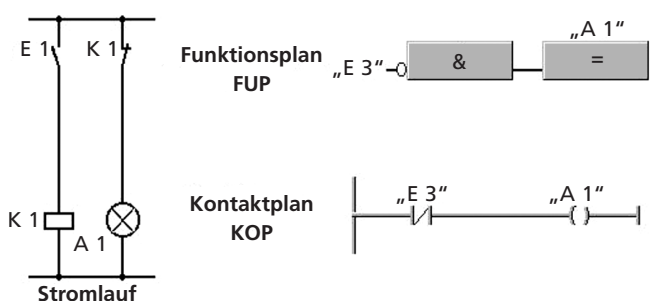 E 1
K 1
K 1
A 1
Stromlauf
Funktionsplan
FUP
„E 3“
&
„A 1“
=
Kontaktplan
KOP
„E 3“
„A 1“